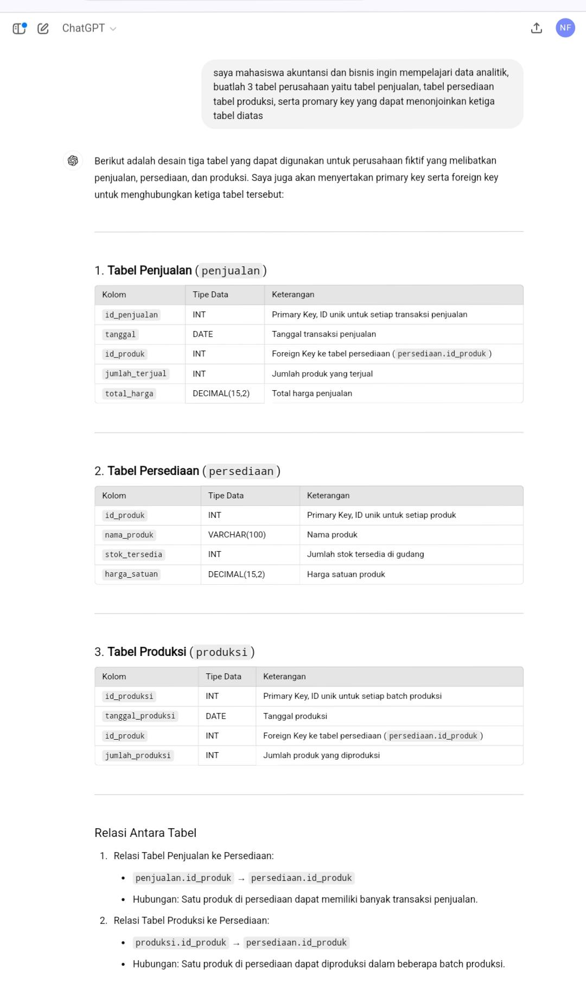 ChatGPT
NF
saya mahasiswa akuntansi dan bisnis ingin mempelajari data analitik,
buatlah 3 tabel perusahaan yaitu tabel penjualan, tabel persediaan
tabel produksi, serta promary key yang dapat menonjoinkan ketiga
tabel diatas
Berikut adalah desain tiga tabel yang dapat digunakan untuk perusahaan fiktif yang melibatkan
penjualan, persediaan, dan produksi. Saya juga akan menyertakan primary key serta foreign key
untuk menghubungkan ketiga tabel tersebut:
1. Tabel Penjualan (penjualan)
Kolom Tipe Data Keterangan
id_penjualan INT Primary Key, ID unik untuk setiap transaksi penjualan
tanggal DATE Tanggal transaksi penjualan
id_produk INT Foreign Key ke tabel persediaan (persediaan.id_produk)
jumlah_terjual INT Jumlah produk yang terjual
total_harga DECIMAL(15,2) Total harga penjualan
2. Tabel Persediaan (persediaan)
Kolom Tipe Data Keterangan
id_produk INT Primary Key, ID unik untuk setiap produk
nama_produk VARCHAR(100) Nama produk
stok_tersedia INT Jumlah stok tersedia di gudang
harga_satuan DECIMAL(15,2) Harga satuan produk
3. Tabel Produksi (produksi)
Kolom Tipe Data Keterangan
id_produksi INT Primary Key, ID unik untuk setiap batch produksi
tanggal_produksi DATE Tanggal produksi
id_produk INT Foreign Key ke tabel persediaan (persediaan.id_produk)
jumlah_produksi INT Jumlah produk yang diproduksi
Relasi Antara Tabel
1. Relasi Tabel Penjualan ke Persediaan:
• penjualan.id_produk → persediaan.id_produk
• Hubungan: Satu produk di persediaan dapat memiliki banyak transaksi penjualan.
2. Relasi Tabel Produksi ke Persediaan:
• produksi.id_produk → persediaan.id_produk
• Hubungan: Satu produk di persediaan dapat diproduksi dalam beberapa batch produksi.